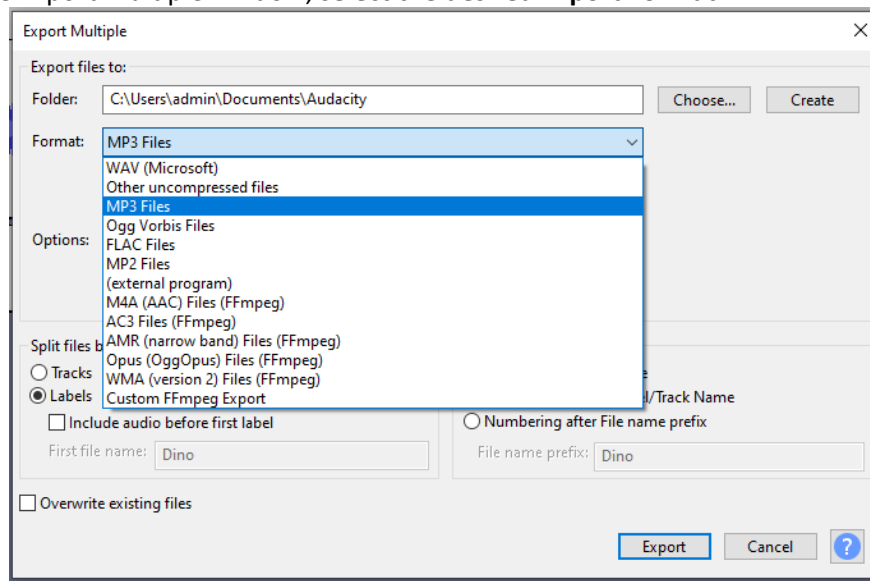 Export Multiple
Export files to:
Folder: C:\Users\admin\Documents\Audacity Choose... Create
Format: MP3 Files
WAV (Microsoft)
Other uncompressed files
MP3 Files
Ogg Vorbis Files
Options: FLAC Files
MP2 Files
(external program)
M4A (AAC) Files (FFmpeg)
AC3 Files (FFmpeg)
Split files AMR (narrow band) Files (FFmpeg)
Opus (OggOpus) Files (FFmpeg)
Tracks WMA (version 2) Files (FFmpeg)
Labels Custom FFmpeg Export /Track Name
Include audio before first label Numbering after File name prefix
First file name: Dino File name prefix: Dino
Overwrite existing files
Export Cancel ?